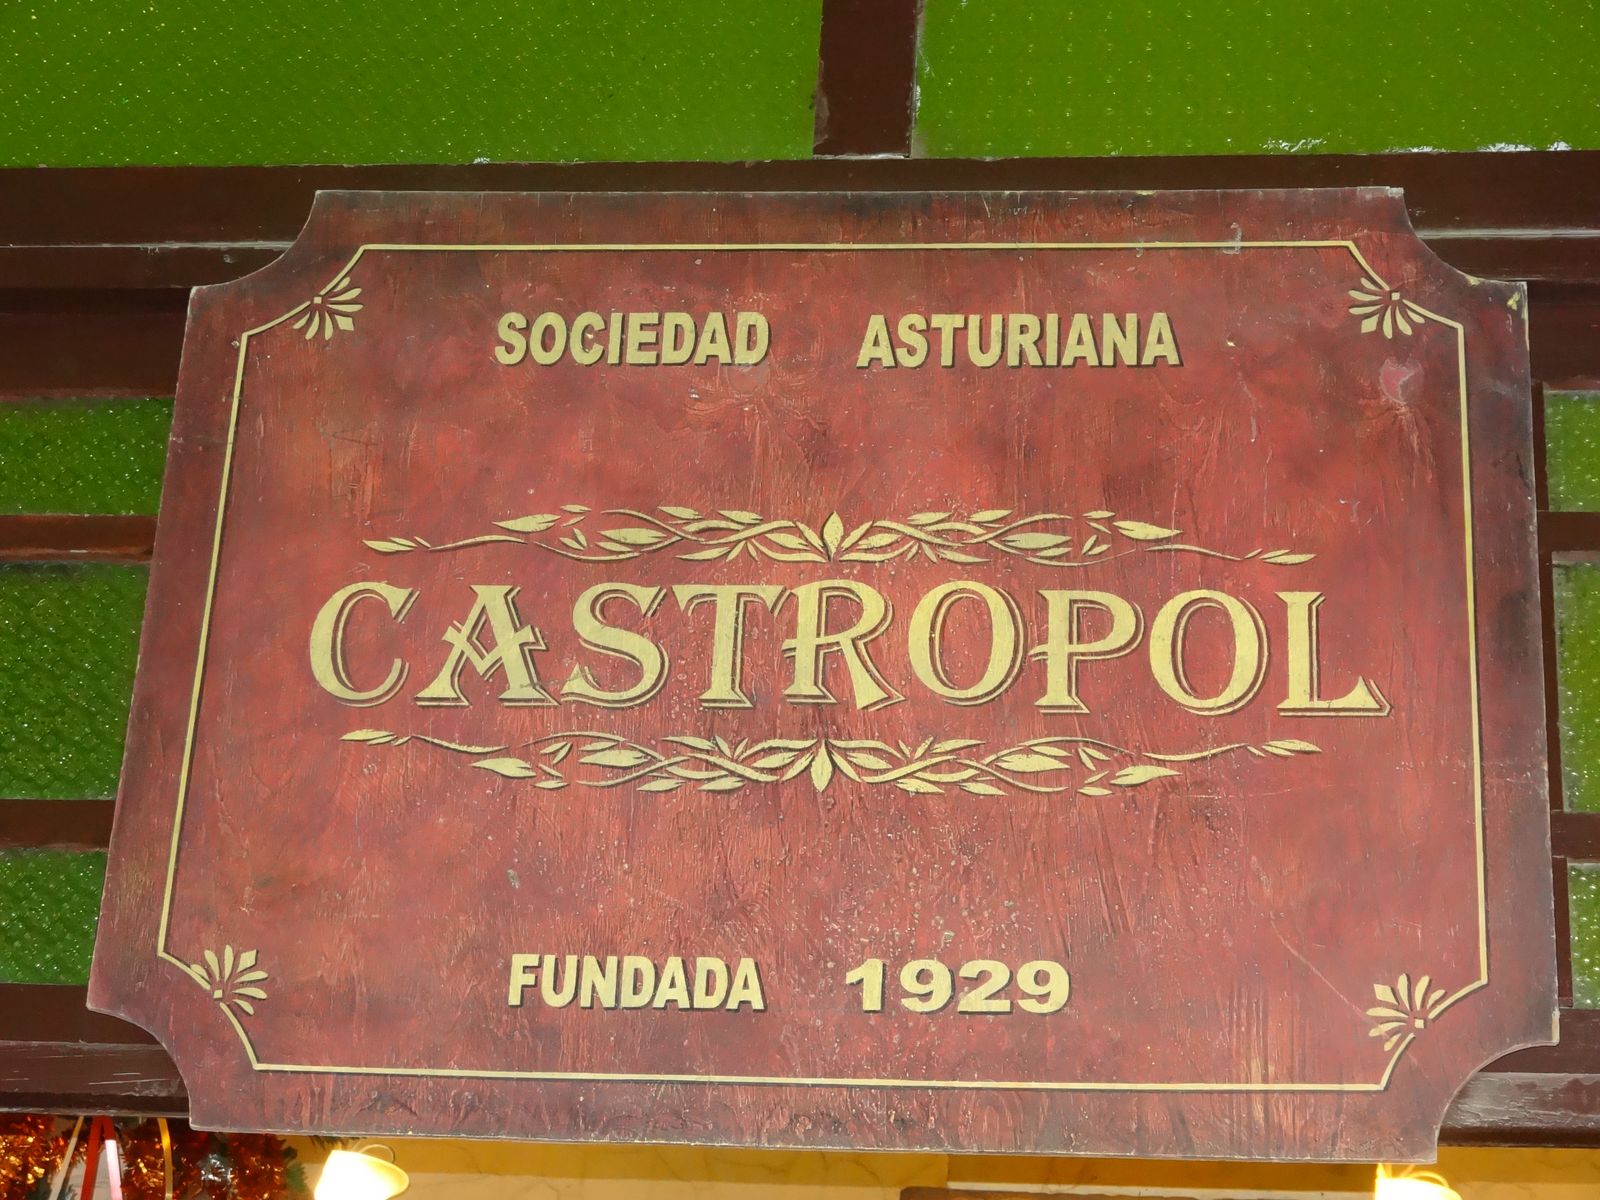 SOCIEDAD ASTURIANA
CASTROPOL
FUNDADA 1929